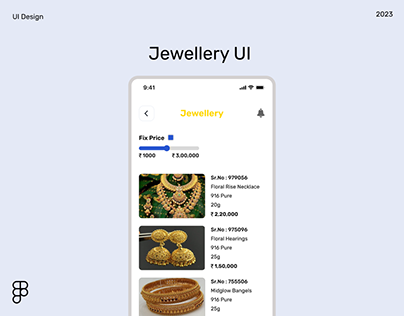 UI Design
2023
Jewellery UI
9:41
Jewellery
Fix Price
₹ 1000 ₹ 3,00,000
Sr.No : 979056
Floral Rise Necklace
916 Pure
20g
₹ 2,20,000
Sr.No : 975096
Floral Hearings
916 Pure
25g
₹ 1,50,000
Sr.No : 755506
Midglow Bangels
916 Pure
25g